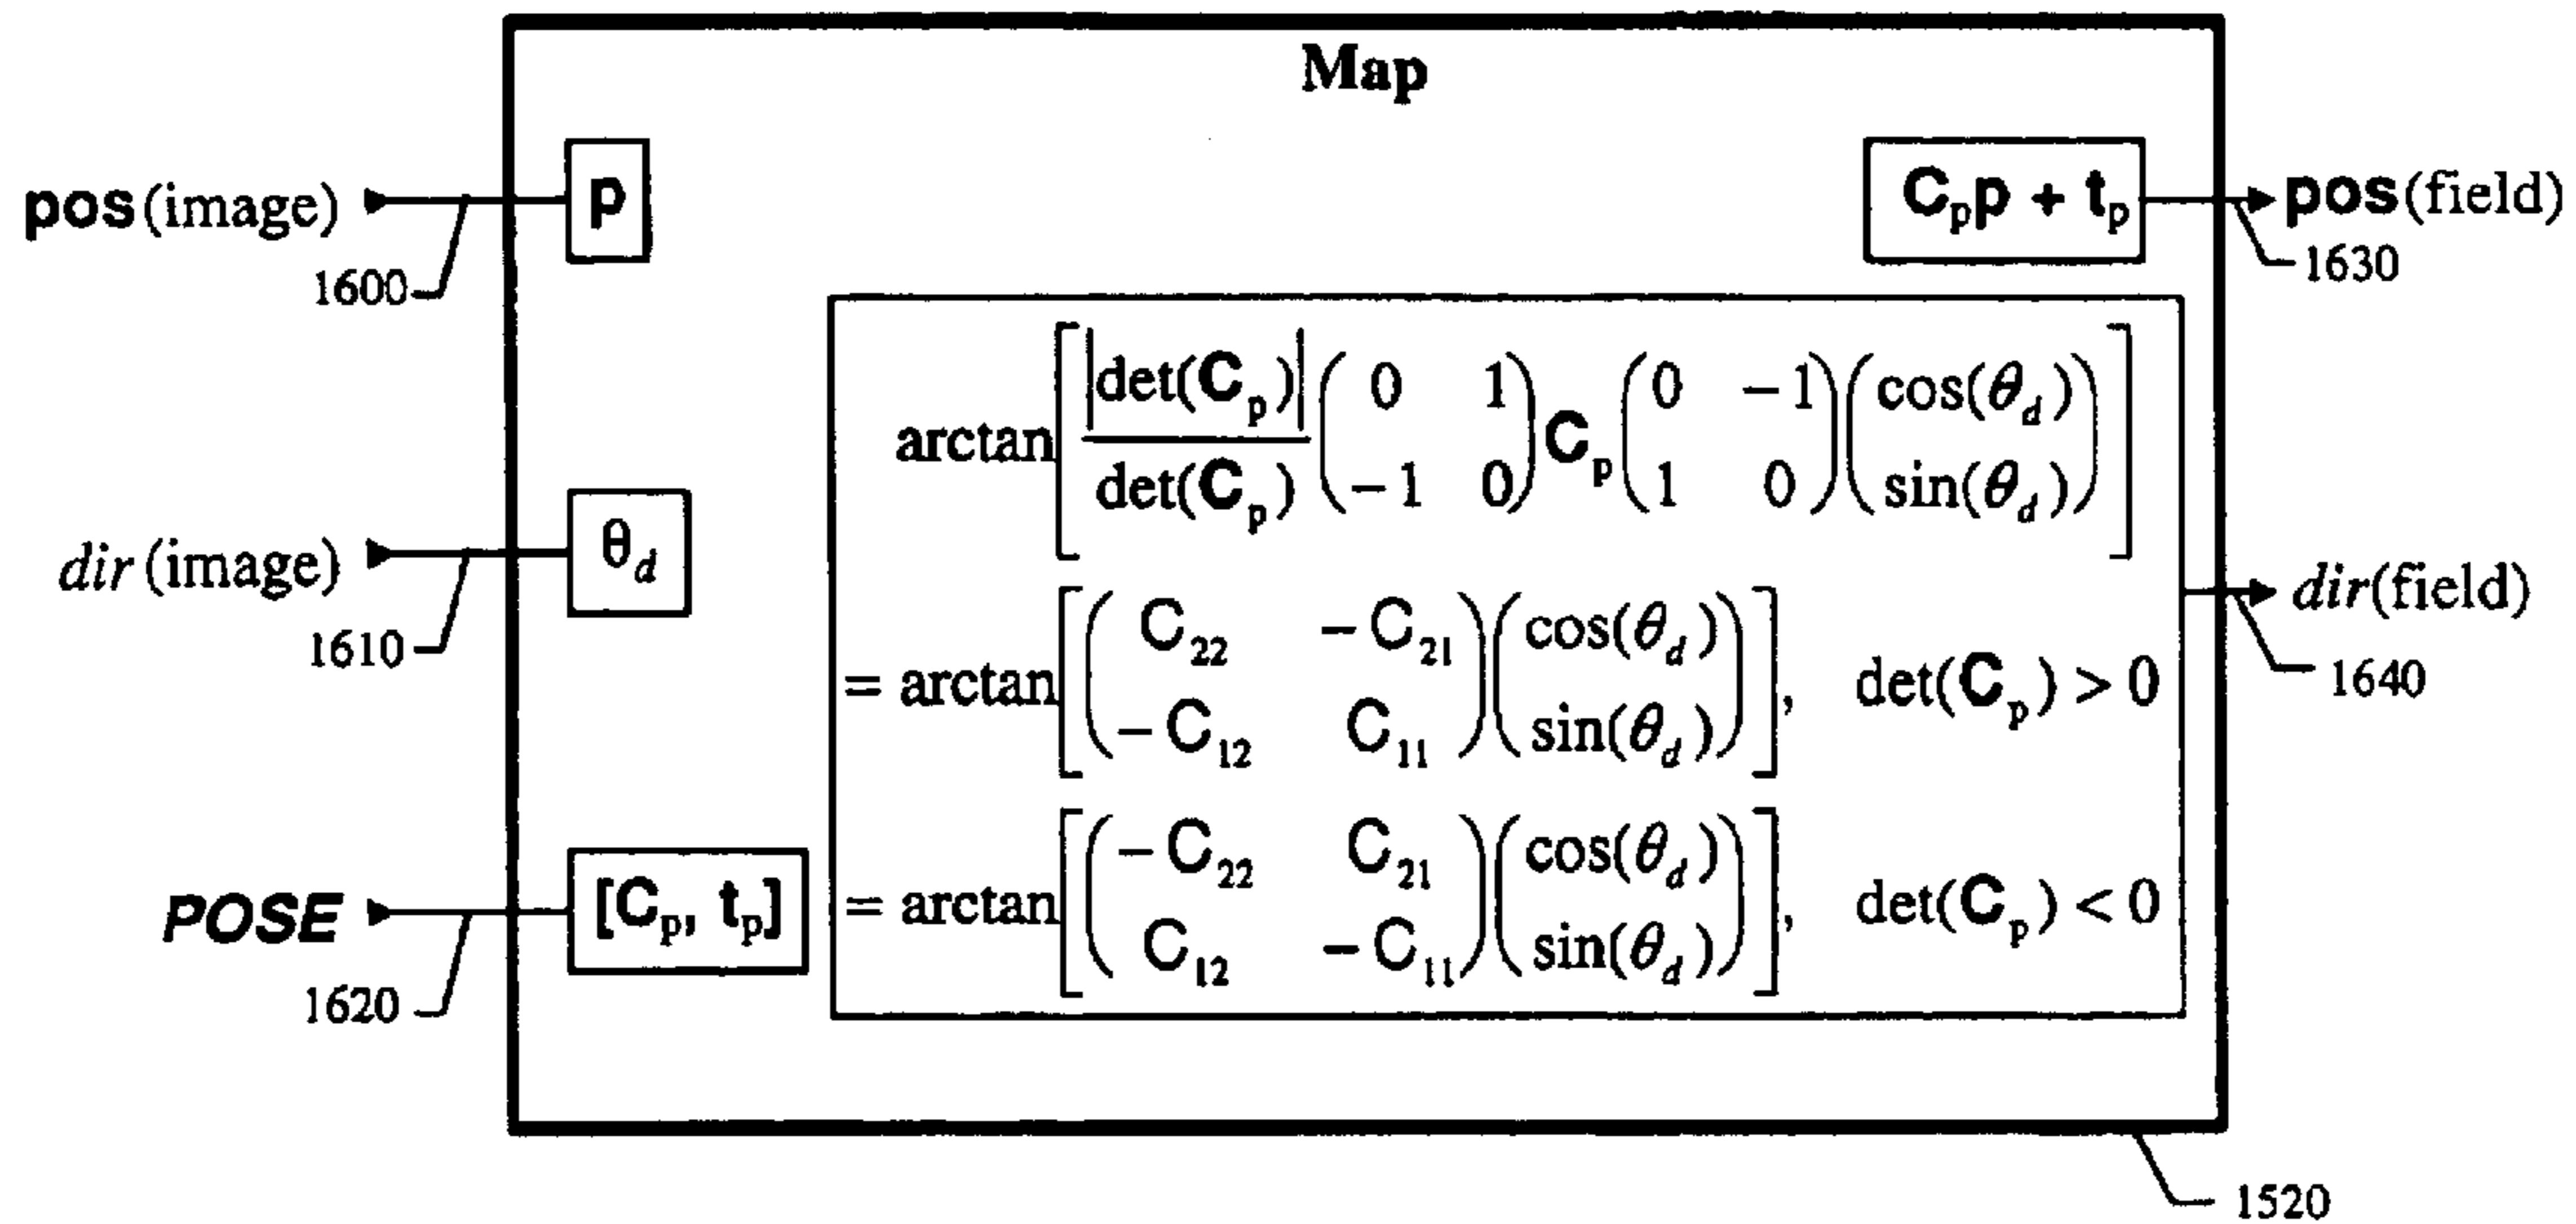 Map
pos(image)
1600
p
C_p p + t_p
pos(field)
1630
arctan[ |det(C_p)| / det(C_p) ( 0 1 ; -1 0 ) C_p ( 0 -1 ; 1 0 ) ( cos(θ_d) ; sin(θ_d) ) ]
dir(image)
1610
θ_d
= arctan[ ( C_22 -C_21 ; -C_12 C_11 ) ( cos(θ_d) ; sin(θ_d) ) ], det(C_p) > 0
dir(field)
1640
POSE
1620
[C_p, t_p]
= arctan[ ( -C_22 C_21 ; C_12 -C_11 ) ( cos(θ_d) ; sin(θ_d) ) ], det(C_p) < 0
1520